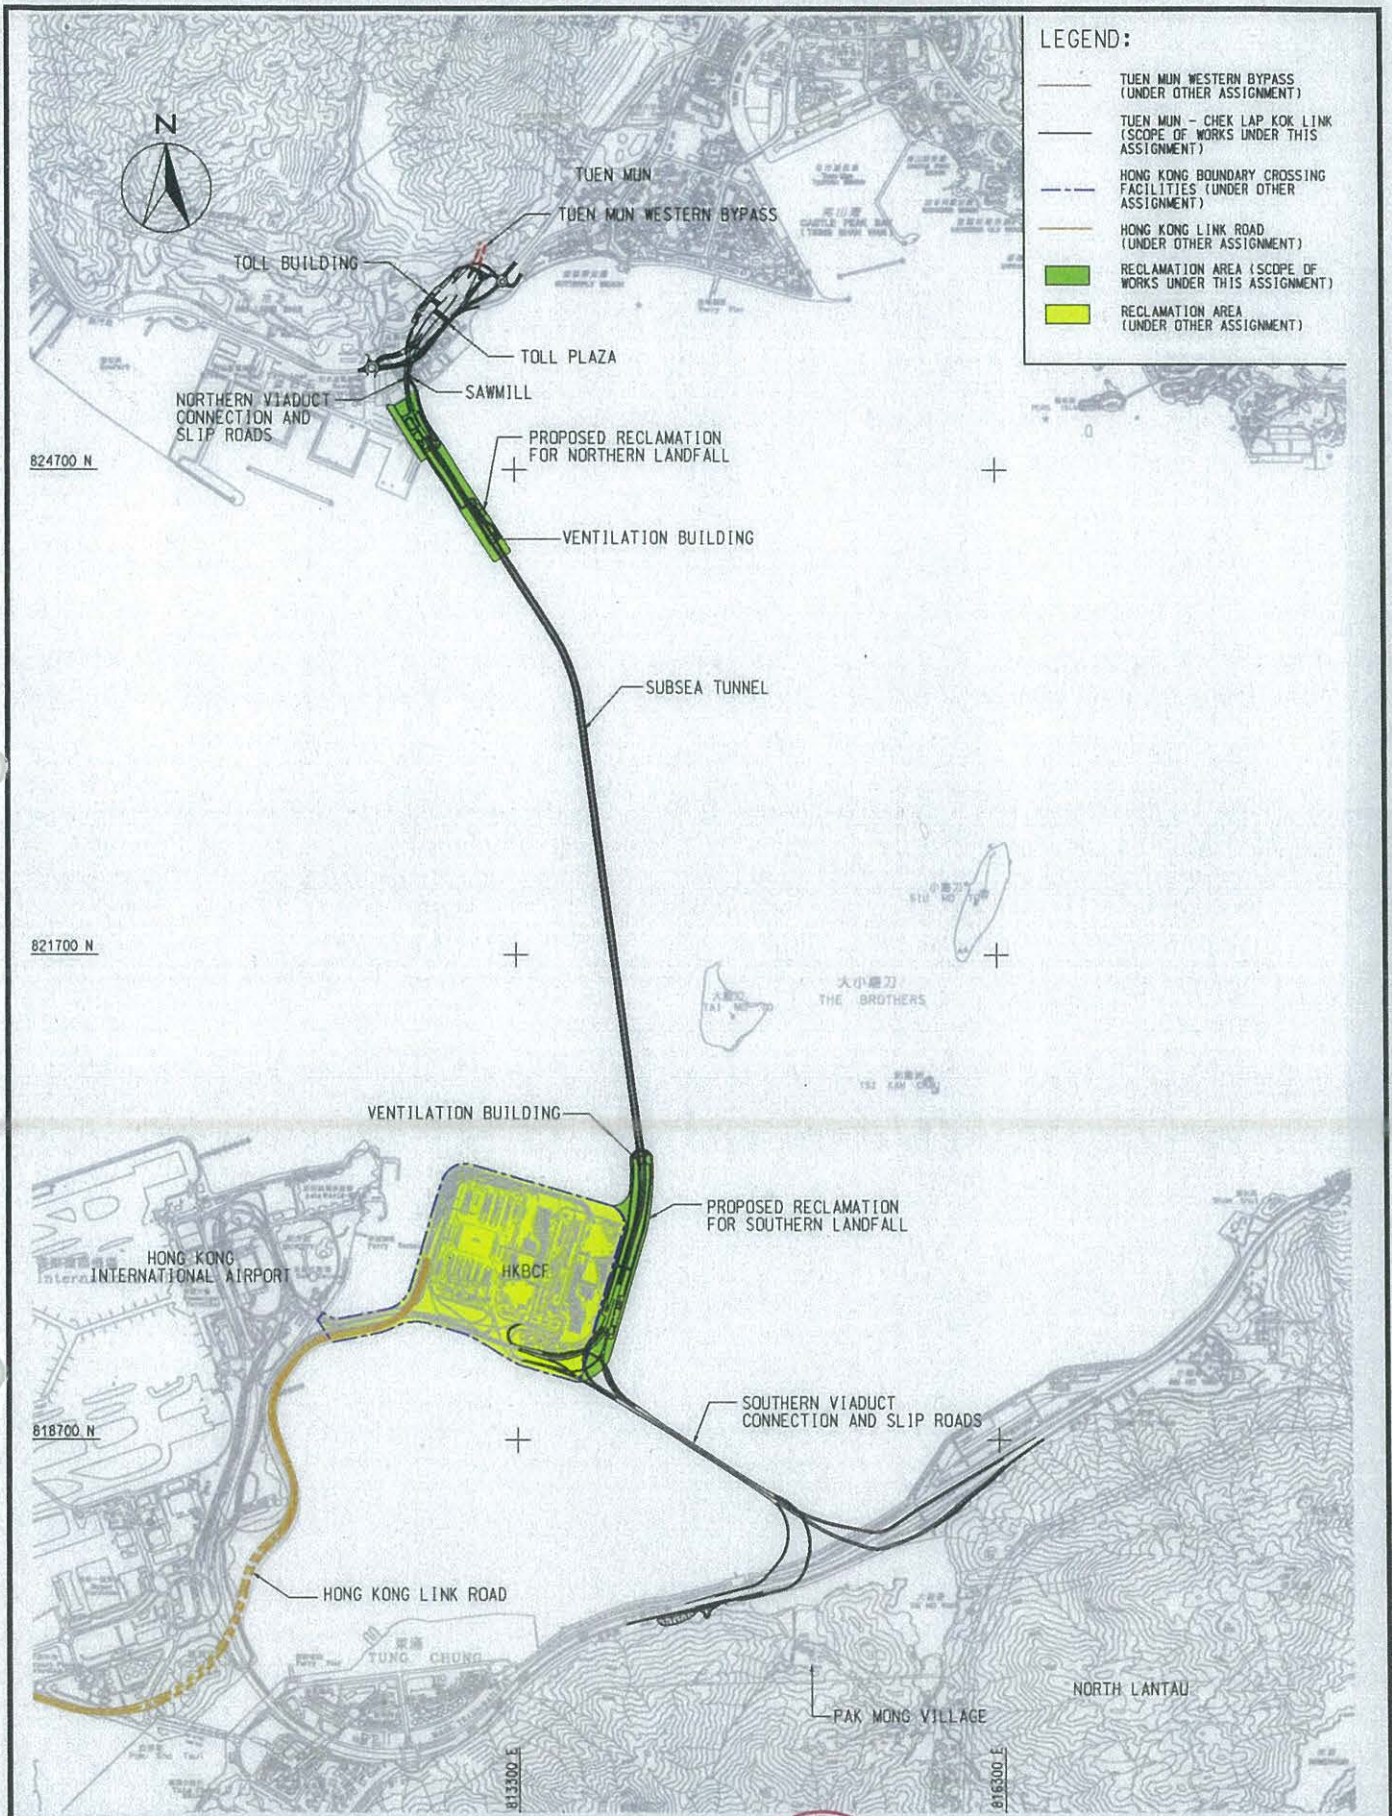 LEGEND:
TUEN MUN WESTERN BYPASS
(UNDER OTHER ASSIGNMENT)
TUEN MUN - CHEK LAP KOK LINK
(SCOPE OF WORKS UNDER THIS
ASSIGNMENT)
HONG KONG BOUNDARY CROSSING
FACILITIES (UNDER OTHER
ASSIGNMENT)
HONG KONG LINK ROAD
(UNDER OTHER ASSIGNMENT)
RECLAMATION AREA (SCOPE OF
WORKS UNDER THIS ASSIGNMENT)
RECLAMATION AREA
(UNDER OTHER ASSIGNMENT)
N
TUEN MUN
TUEN MUN WESTERN BYPASS
CASTLE PEAK BAY
TOLL BUILDING
TOLL PLAZA
SAWMILL
NORTHERN VIADUCT
CONNECTION AND
SLIP ROADS
PROPOSED RECLAMATION
FOR NORTHERN LANDFALL
824700 N
VENTILATION BUILDING
SUBSEA TUNNEL
小磨刀
821700 N
大小磨刀
THE BROTHERS
VENTILATION BUILDING
PROPOSED RECLAMATION
FOR SOUTHERN LANDFALL
HONG KONG
INTERNATIONAL AIRPORT
HKBCF
SOUTHERN VIADUCT
CONNECTION AND SLIP ROADS
818700 N
HONG KONG LINK ROAD
東涌
TUNG CHUNG
NORTH LANTAU
PAK MONG VILLAGE
813300 E
816300 E